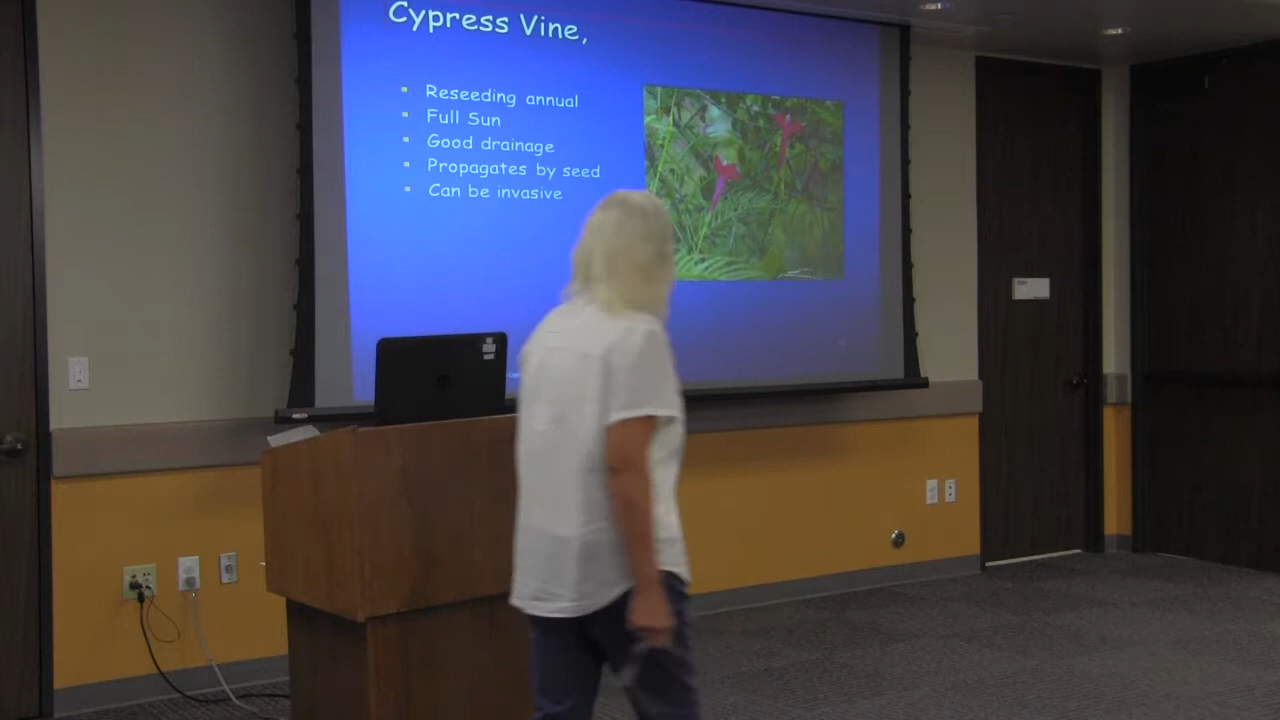 Cypress Vine,
Reseeding annual
Full Sun
Good drainage
Propagates by seed
Can be invasive